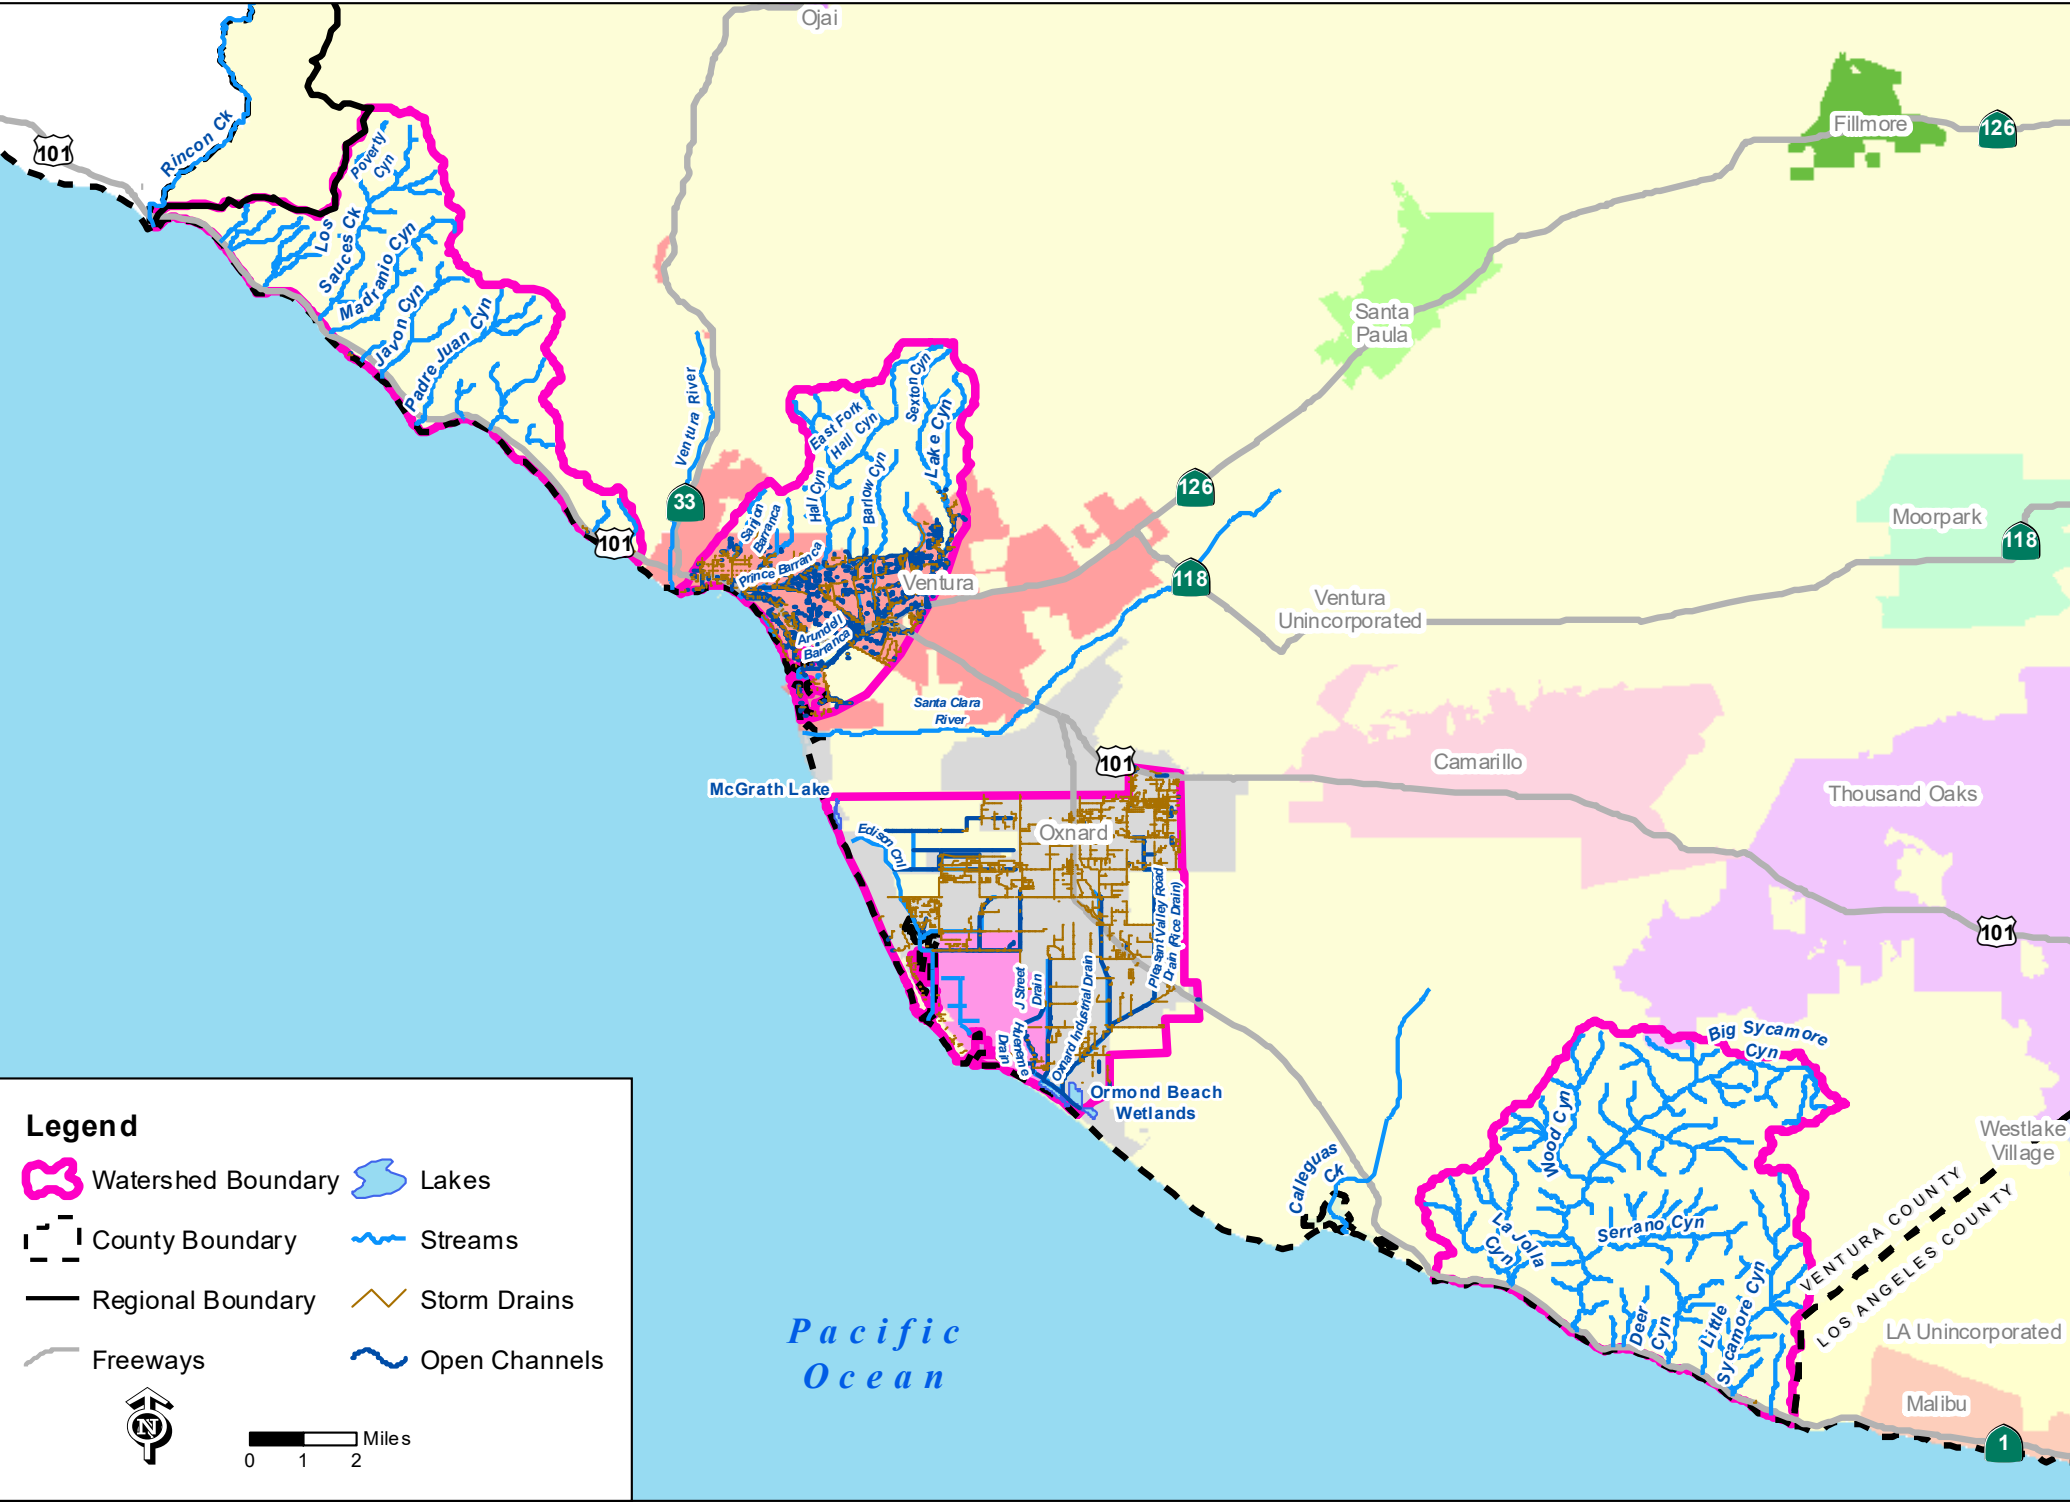 Ojai
Rincon Ck
101
Poverty
Cyn
Fillmore
126
Los
Sauces Ck
Madranio Cyn
Javon Cyn
Padre Juan Cyn
Santa
Paula
Ventura River
33
East Fork
Hall Cyn
Sexton Cyn
Lake Cyn
Hall Cyn
Barlow Cyn
Sanjon
Barranca
Prince Barranca
Arundell
Barranca
101
Ventura
126
118
Ventura
Unincorporated
Moorpark
118
Santa Clara
River
101
Camarillo
Thousand Oaks
McGrath Lake
Edison Cnl
Oxnard
Pleasant Valley Road
Drain (Rice Drain)
101
J Street
Drain
Hueneme
Drain
Oxnard Industrial Drain
Ormond Beach
Wetlands
Big Sycamore
Cyn
Wood Cyn
Calleguas
Ck
La Jolla
Cyn
Serrano Cyn
Deer
Cyn
Little
Sycamore Cyn
Westlake
Village
VENTURA COUNTY
LOS ANGELES COUNTY
LA Unincorporated
Malibu
1
Pacific
Ocean
Legend
Watershed Boundary
Lakes
County Boundary
Streams
Regional Boundary
Storm Drains
Freeways
Open Channels
N
Miles
0 1 2